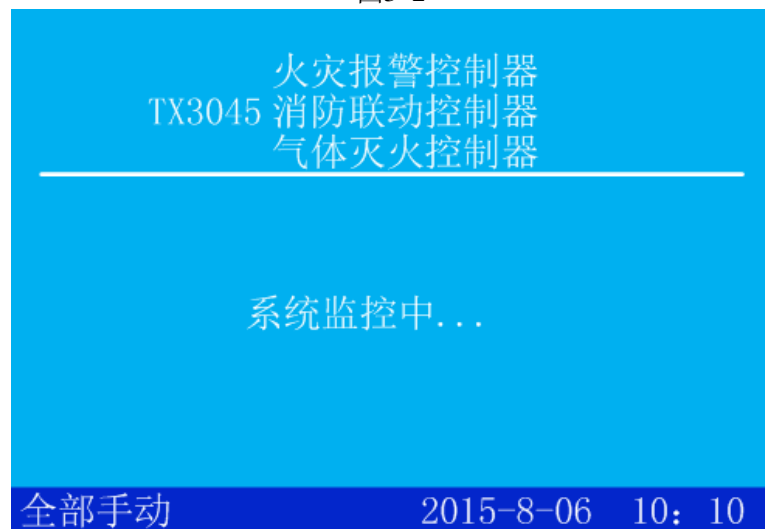 火灾报警控制器
TX3045 消防联动控制器
气体灭火控制器
系统监控中...
全部手动 2015-8-06 10：10